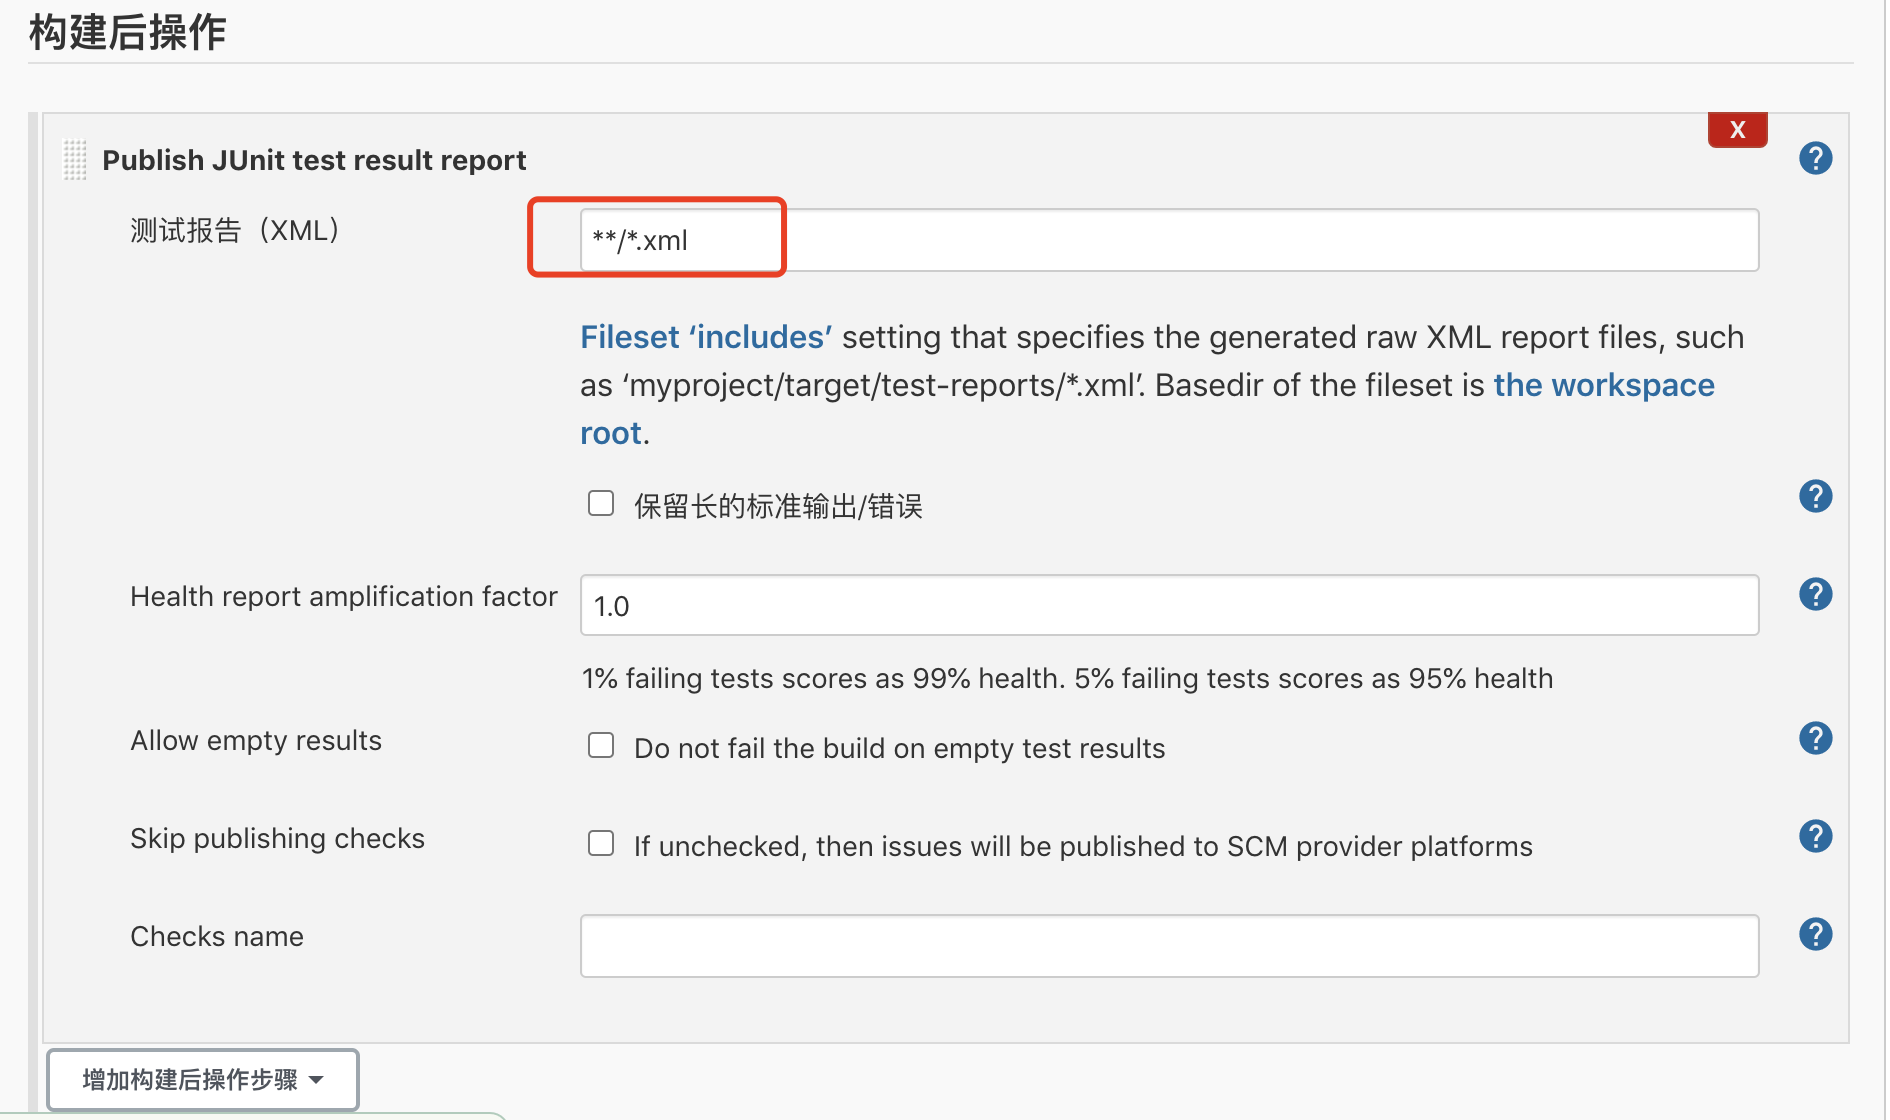 构建后操作
X
Publish JUnit test result report
?
测试报告（XML）
**/*.xml
Fileset ‘includes’ setting that specifies the generated raw XML report files, such
as ‘myproject/target/test-reports/*.xml’. Basedir of the fileset is the workspace
root.
保留长的标准输出/错误
?
Health report amplification factor
1.0
?
1% failing tests scores as 99% health. 5% failing tests scores as 95% health
Allow empty results
Do not fail the build on empty test results
?
Skip publishing checks
If unchecked, then issues will be published to SCM provider platforms
?
Checks name
?
增加构建后操作步骤